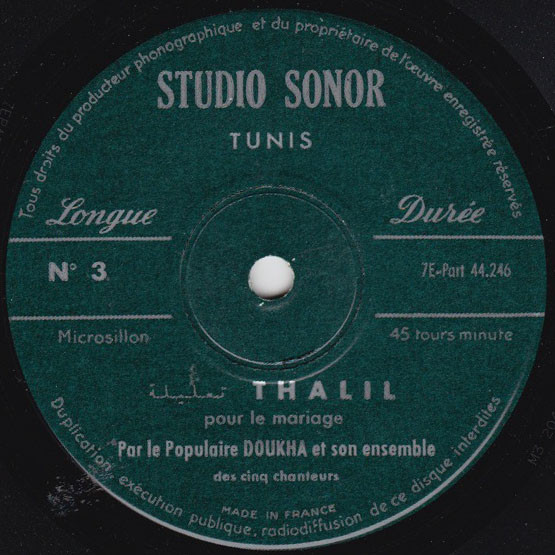 Tous droits du producteur phonographique et du propriétaire de l'œuvre enregistrée réservés
STUDIO SONOR
TUNIS
Longue Durée
N° 3 7E-Part 44.246
Microsillon 45 tours minute
تعليلة THALIL
pour le mariage
Par le Populaire DOUKHA et son ensemble
des cinq chanteurs
MADE IN FRANCE
Duplication, exécution publique, radiodiffusion de ce disque interdites